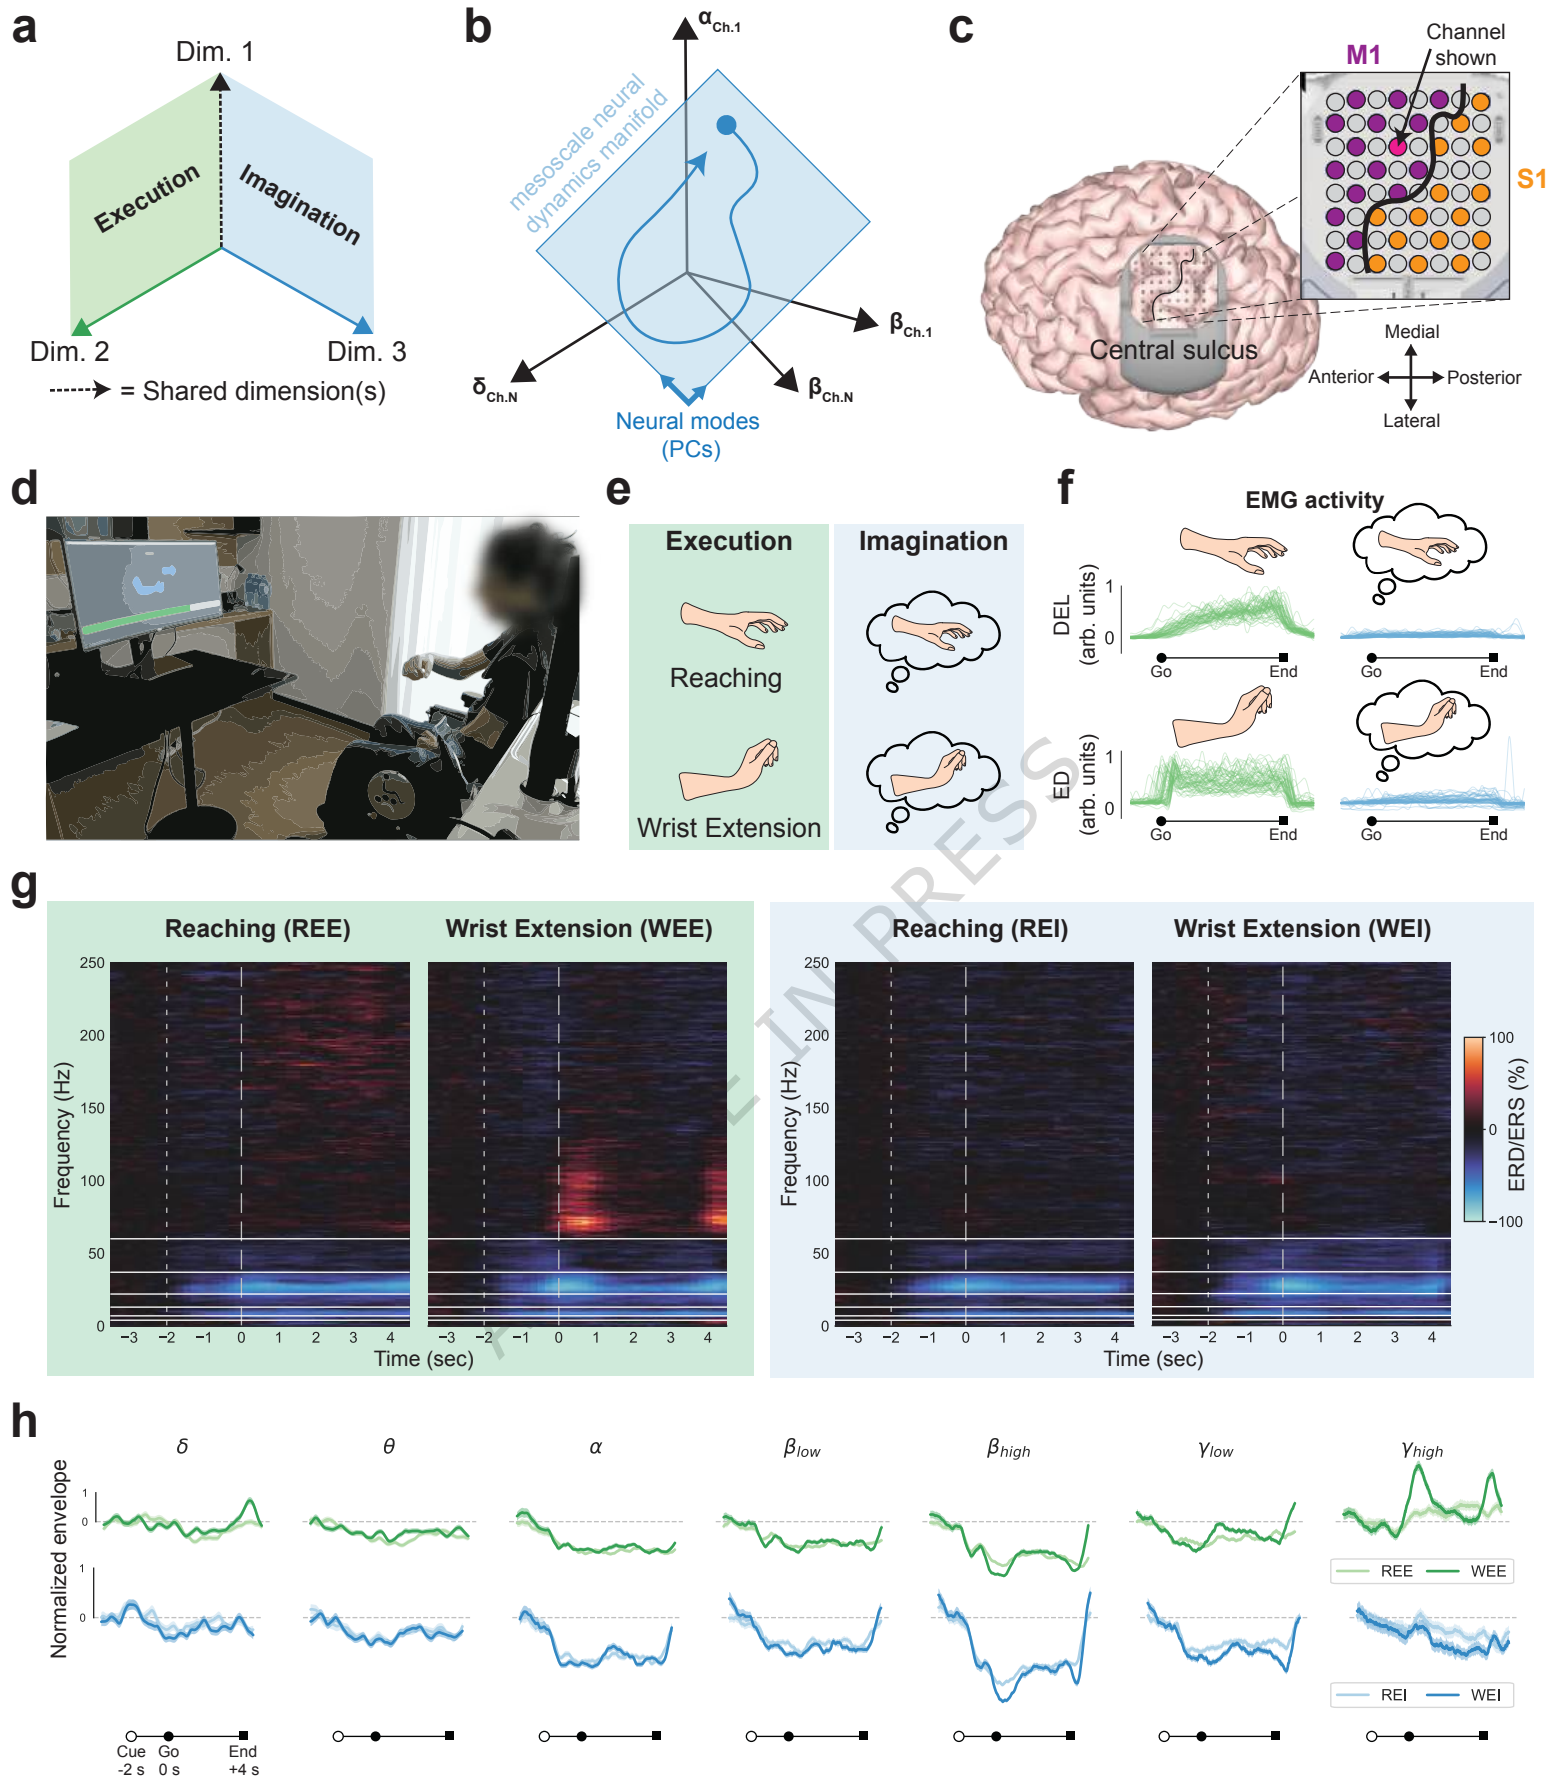 a
Dim. 1
Execution
Imagination
Dim. 2
Dim. 3
= Shared dimension(s)
b
αCh.1
mesoscale neural
dynamics manifold
βCh.1
βCh.N
δCh.N
Neural modes
(PCs)
c
Channel
shown
M1
S1
Central sulcus
Medial
Anterior
Posterior
Lateral
d
e
Execution
Imagination
Reaching
Wrist Extension
f
EMG activity
DEL
(arb. units)
1
0
Go
End
Go
End
ED
(arb. units)
1
0
Go
End
Go
End
g
Reaching (REE)
Wrist Extension (WEE)
Reaching (REI)
Wrist Extension (WEI)
Frequency (Hz)
250
200
150
100
50
0
−3 −2 −1 0 1 2 3 4
−3 −2 −1 0 1 2 3 4
Time (sec)
Frequency (Hz)
250
200
150
100
50
0
−3 −2 −1 0 1 2 3 4
−3 −2 −1 0 1 2 3 4
Time (sec)
100
0
−100
ERD/ERS (%)
IN PRESS
h
δ
θ
α
βlow
βhigh
γlow
γhigh
Normalized envelope
1
0
REE WEE
1
0
REI WEI
Cue Go End
-2 s 0 s +4 s